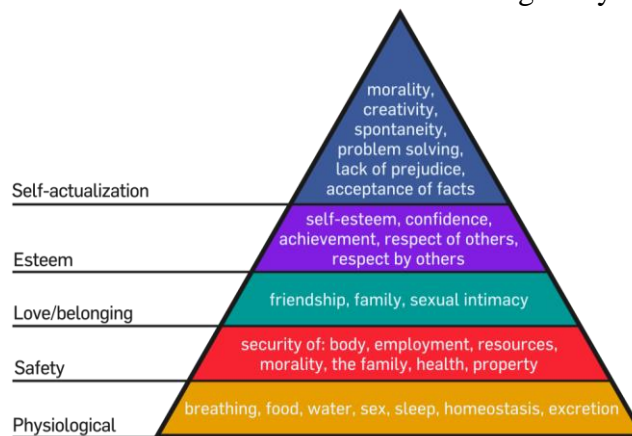 morality,
creativity,
spontaneity,
problem solving,
lack of prejudice,
acceptance of facts
Self-actualization
self-esteem, confidence,
achievement, respect of others,
respect by others
Esteem
friendship, family, sexual intimacy
Love/belonging
security of: body, employment, resources,
morality, the family, health, property
Safety
breathing, food, water, sex, sleep, homeostasis, excretion
Physiological